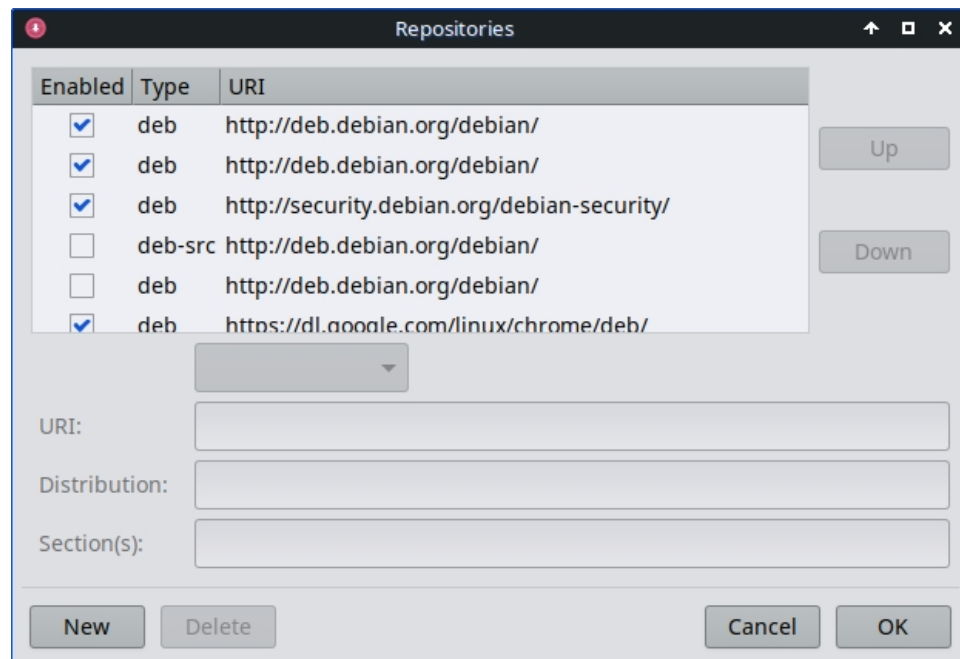 Repositories
Enabled Type URI
deb http://deb.debian.org/debian/
deb http://deb.debian.org/debian/
deb http://security.debian.org/debian-security/
deb-src http://deb.debian.org/debian/
deb http://deb.debian.org/debian/
deb https://dl.google.com/linux/chrome/deb/
Up
Down
URI:
Distribution:
Section(s):
New Delete Cancel OK